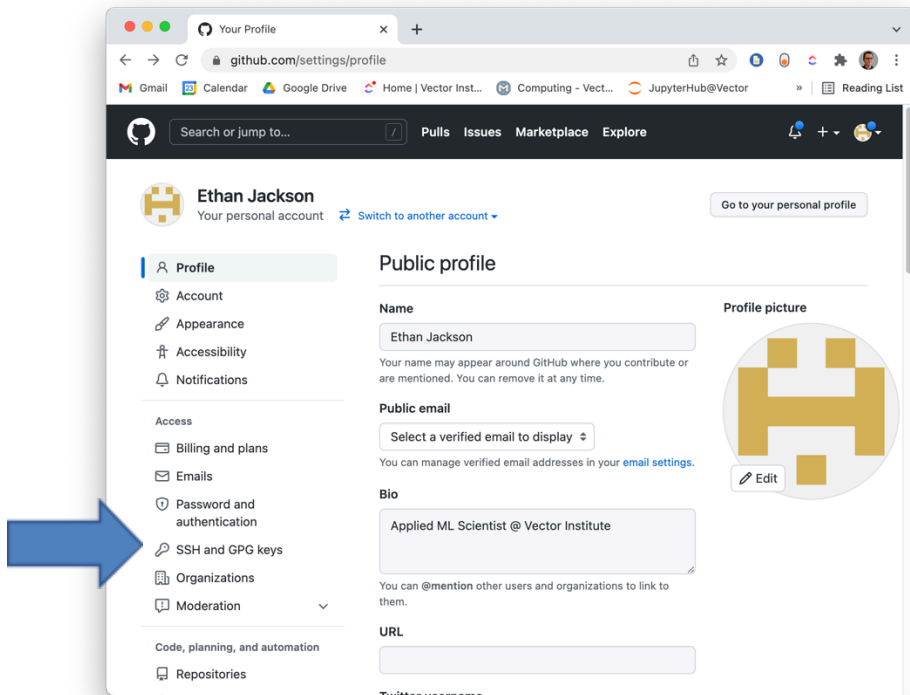 Your Profile
github.com/settings/profile
Gmail
Calendar
Google Drive
Home | Vector Inst...
Computing - Vect...
JupyterHub@Vector
»
Reading List
Search or jump to...
/
Pulls
Issues
Marketplace
Explore
Ethan Jackson
Your personal account
Switch to another account
Go to your personal profile
Profile
Account
Appearance
Accessibility
Notifications
Access
Billing and plans
Emails
Password and
authentication
SSH and GPG keys
Organizations
Moderation
Code, planning, and automation
Repositories
Public profile
Name
Ethan Jackson
Your name may appear around GitHub where you contribute or
are mentioned. You can remove it at any time.
Public email
Select a verified email to display
You can manage verified email addresses in your email settings.
Bio
Applied ML Scientist @ Vector Institute
You can @mention other users and organizations to link to
them.
URL
Twitter username
Profile picture
Edit